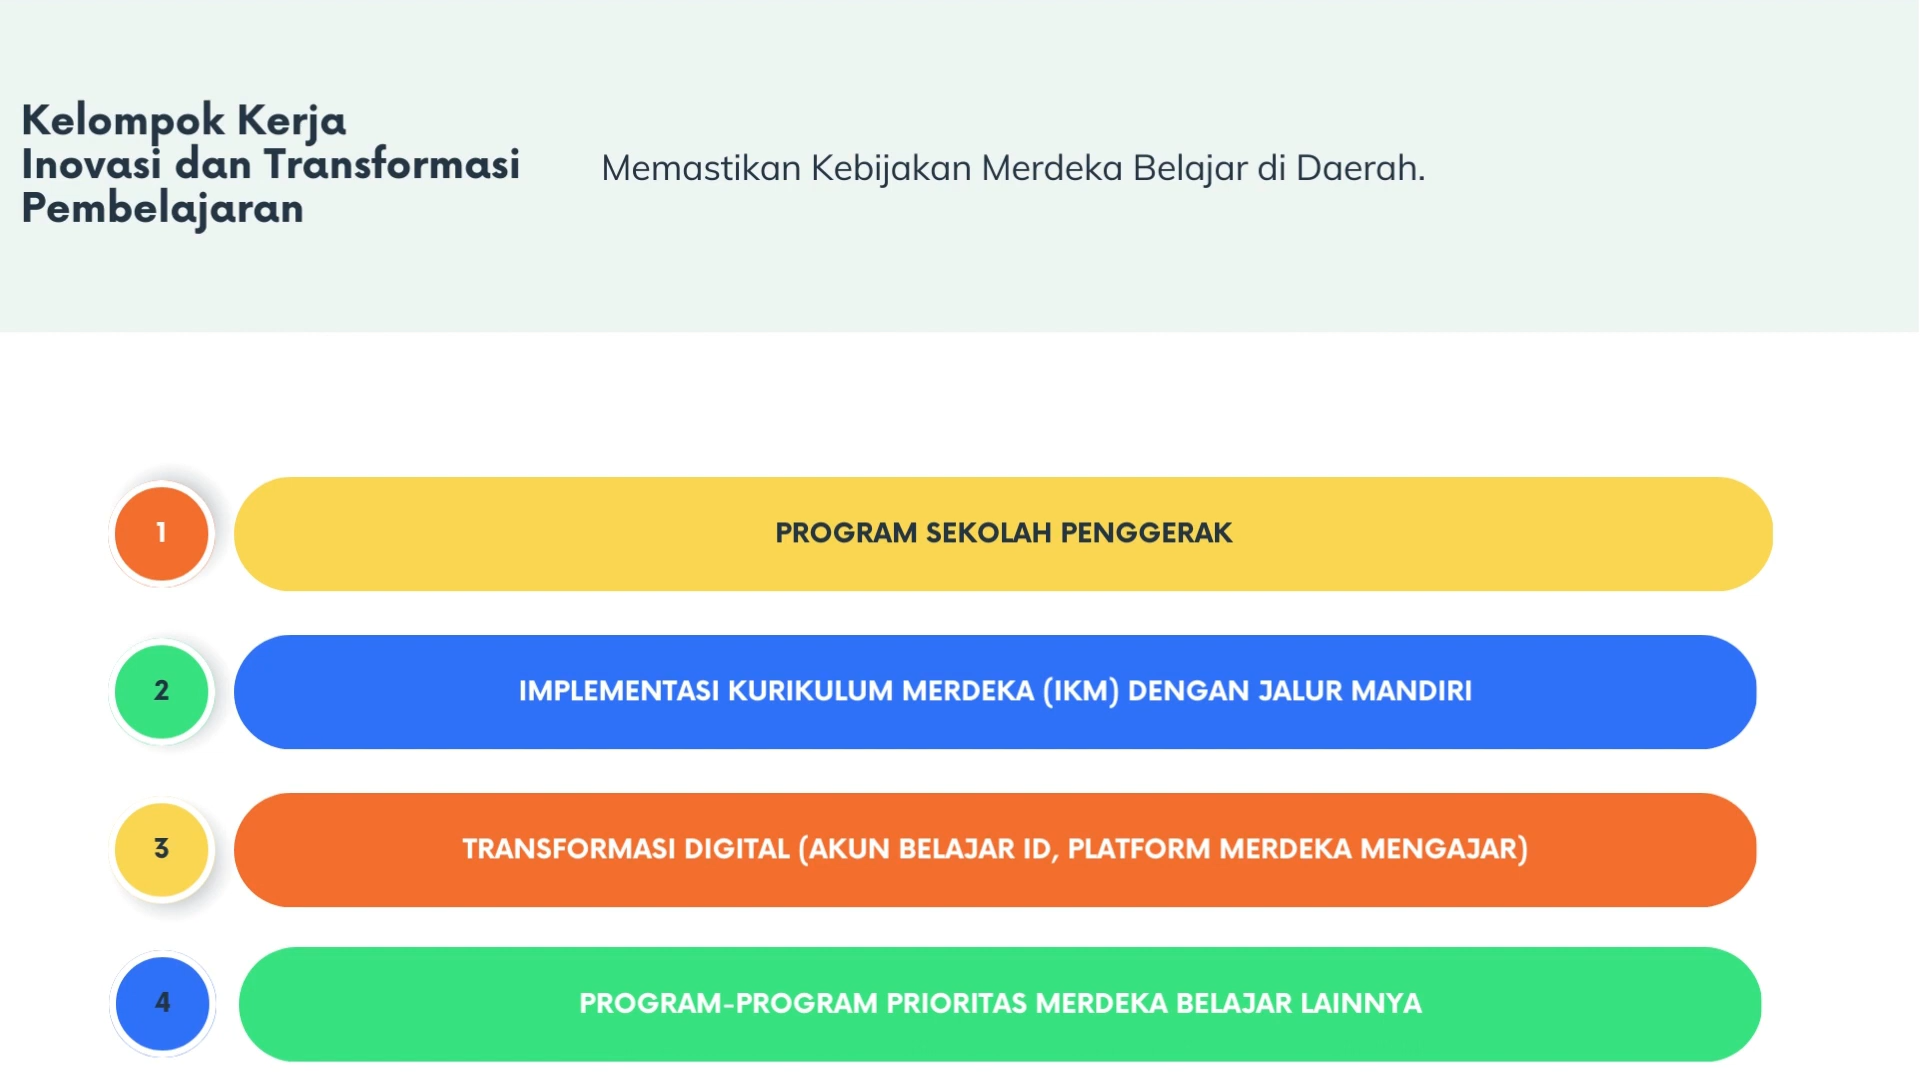 Kelompok Kerja
Inovasi dan Transformasi
Pembelajaran
Memastikan Kebijakan Merdeka Belajar di Daerah.
1
PROGRAM SEKOLAH PENGGERAK
2
IMPLEMENTASI KURIKULUM MERDEKA (IKM) DENGAN JALUR MANDIRI
3
TRANSFORMASI DIGITAL (AKUN BELAJAR ID, PLATFORM MERDEKA MENGAJAR)
4
PROGRAM-PROGRAM PRIORITAS MERDEKA BELAJAR LAINNYA